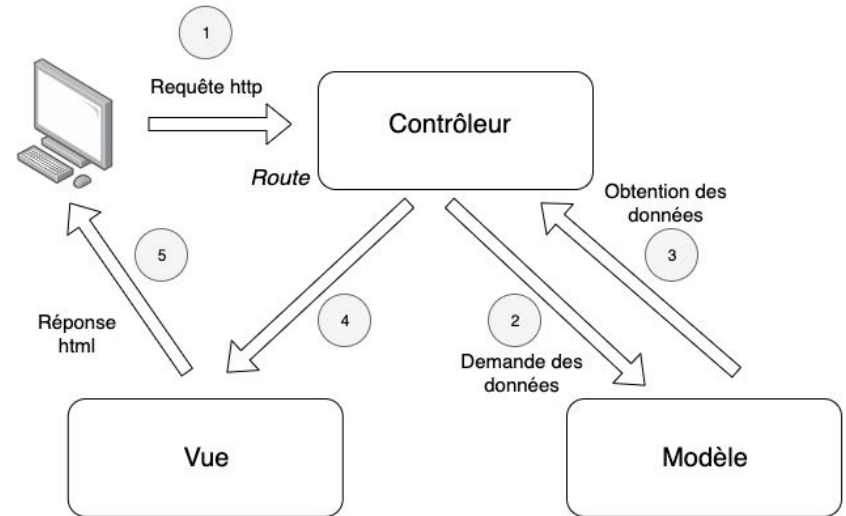 1
Requête http
Contrôleur
Route
Obtention des
données
3
5
4
2
Réponse
html
Demande des
données
Vue
Modèle